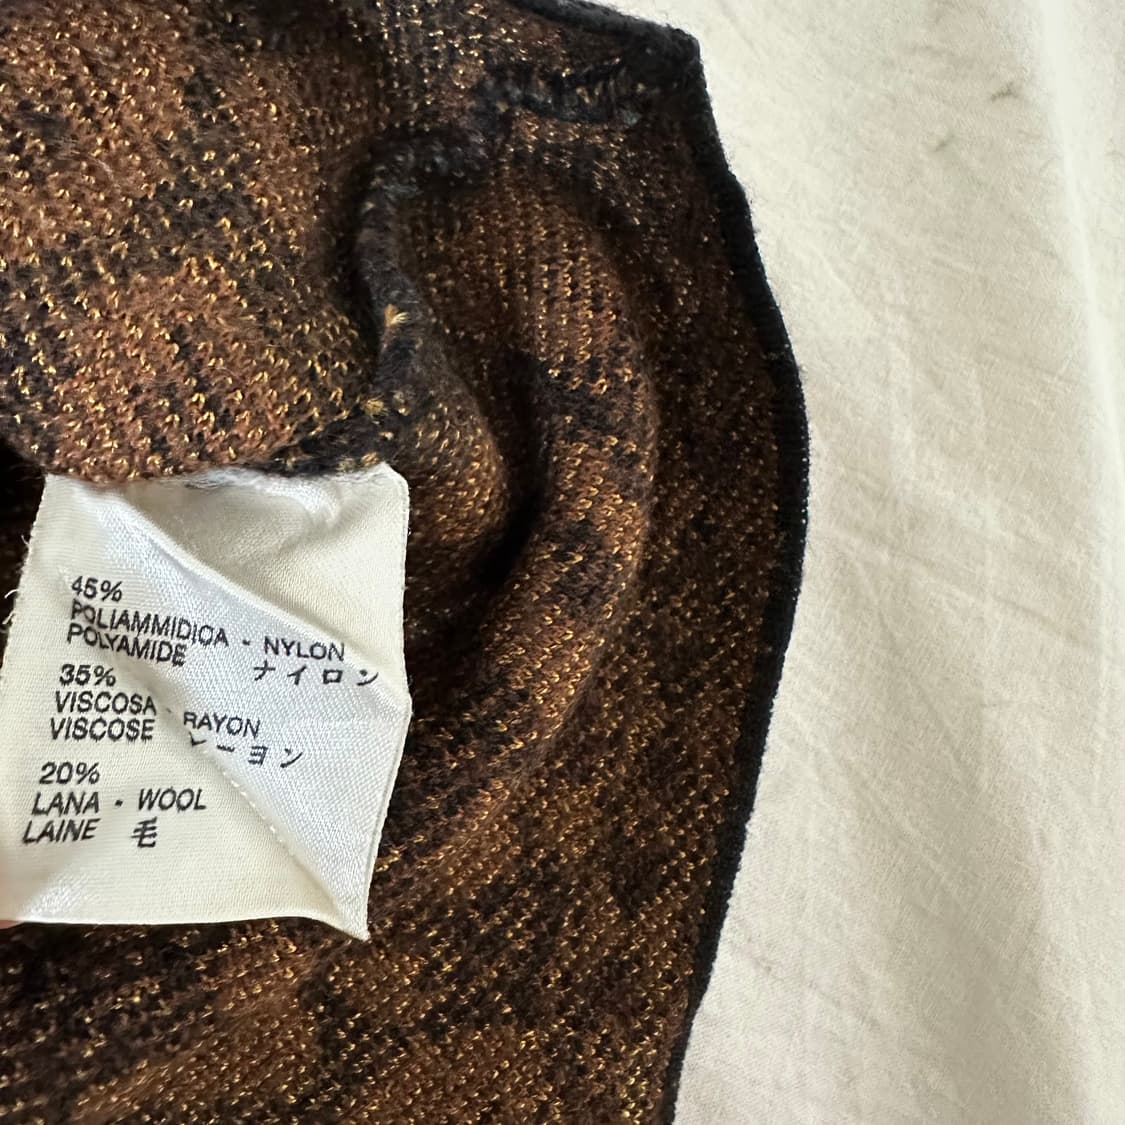 45%
POLIAMMIDICA - NYLON
POLYAMIDE ナイロン
35%
VISCOSA - RAYON
VISCOSE レーヨン
20%
LANA - WOOL
LAINE 毛